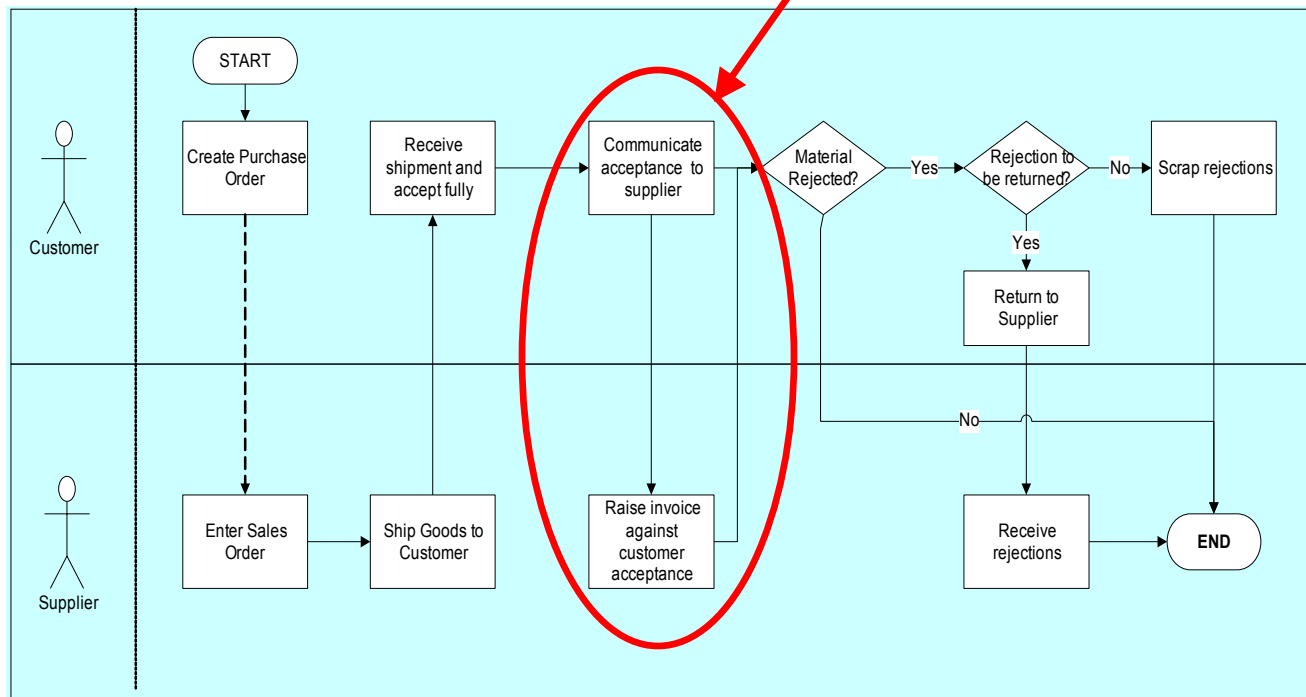 START
Create Purchase
Order
Receive
shipment and
accept fully
Communicate
acceptance to
supplier
Material
Rejected?
Yes
Rejection to
be returned?
No
Scrap rejections
Customer
Yes
Return to
Supplier
No
Enter Sales
Order
Ship Goods to
Customer
Raise invoice
against
customer
acceptance
Receive
rejections
END
Supplier